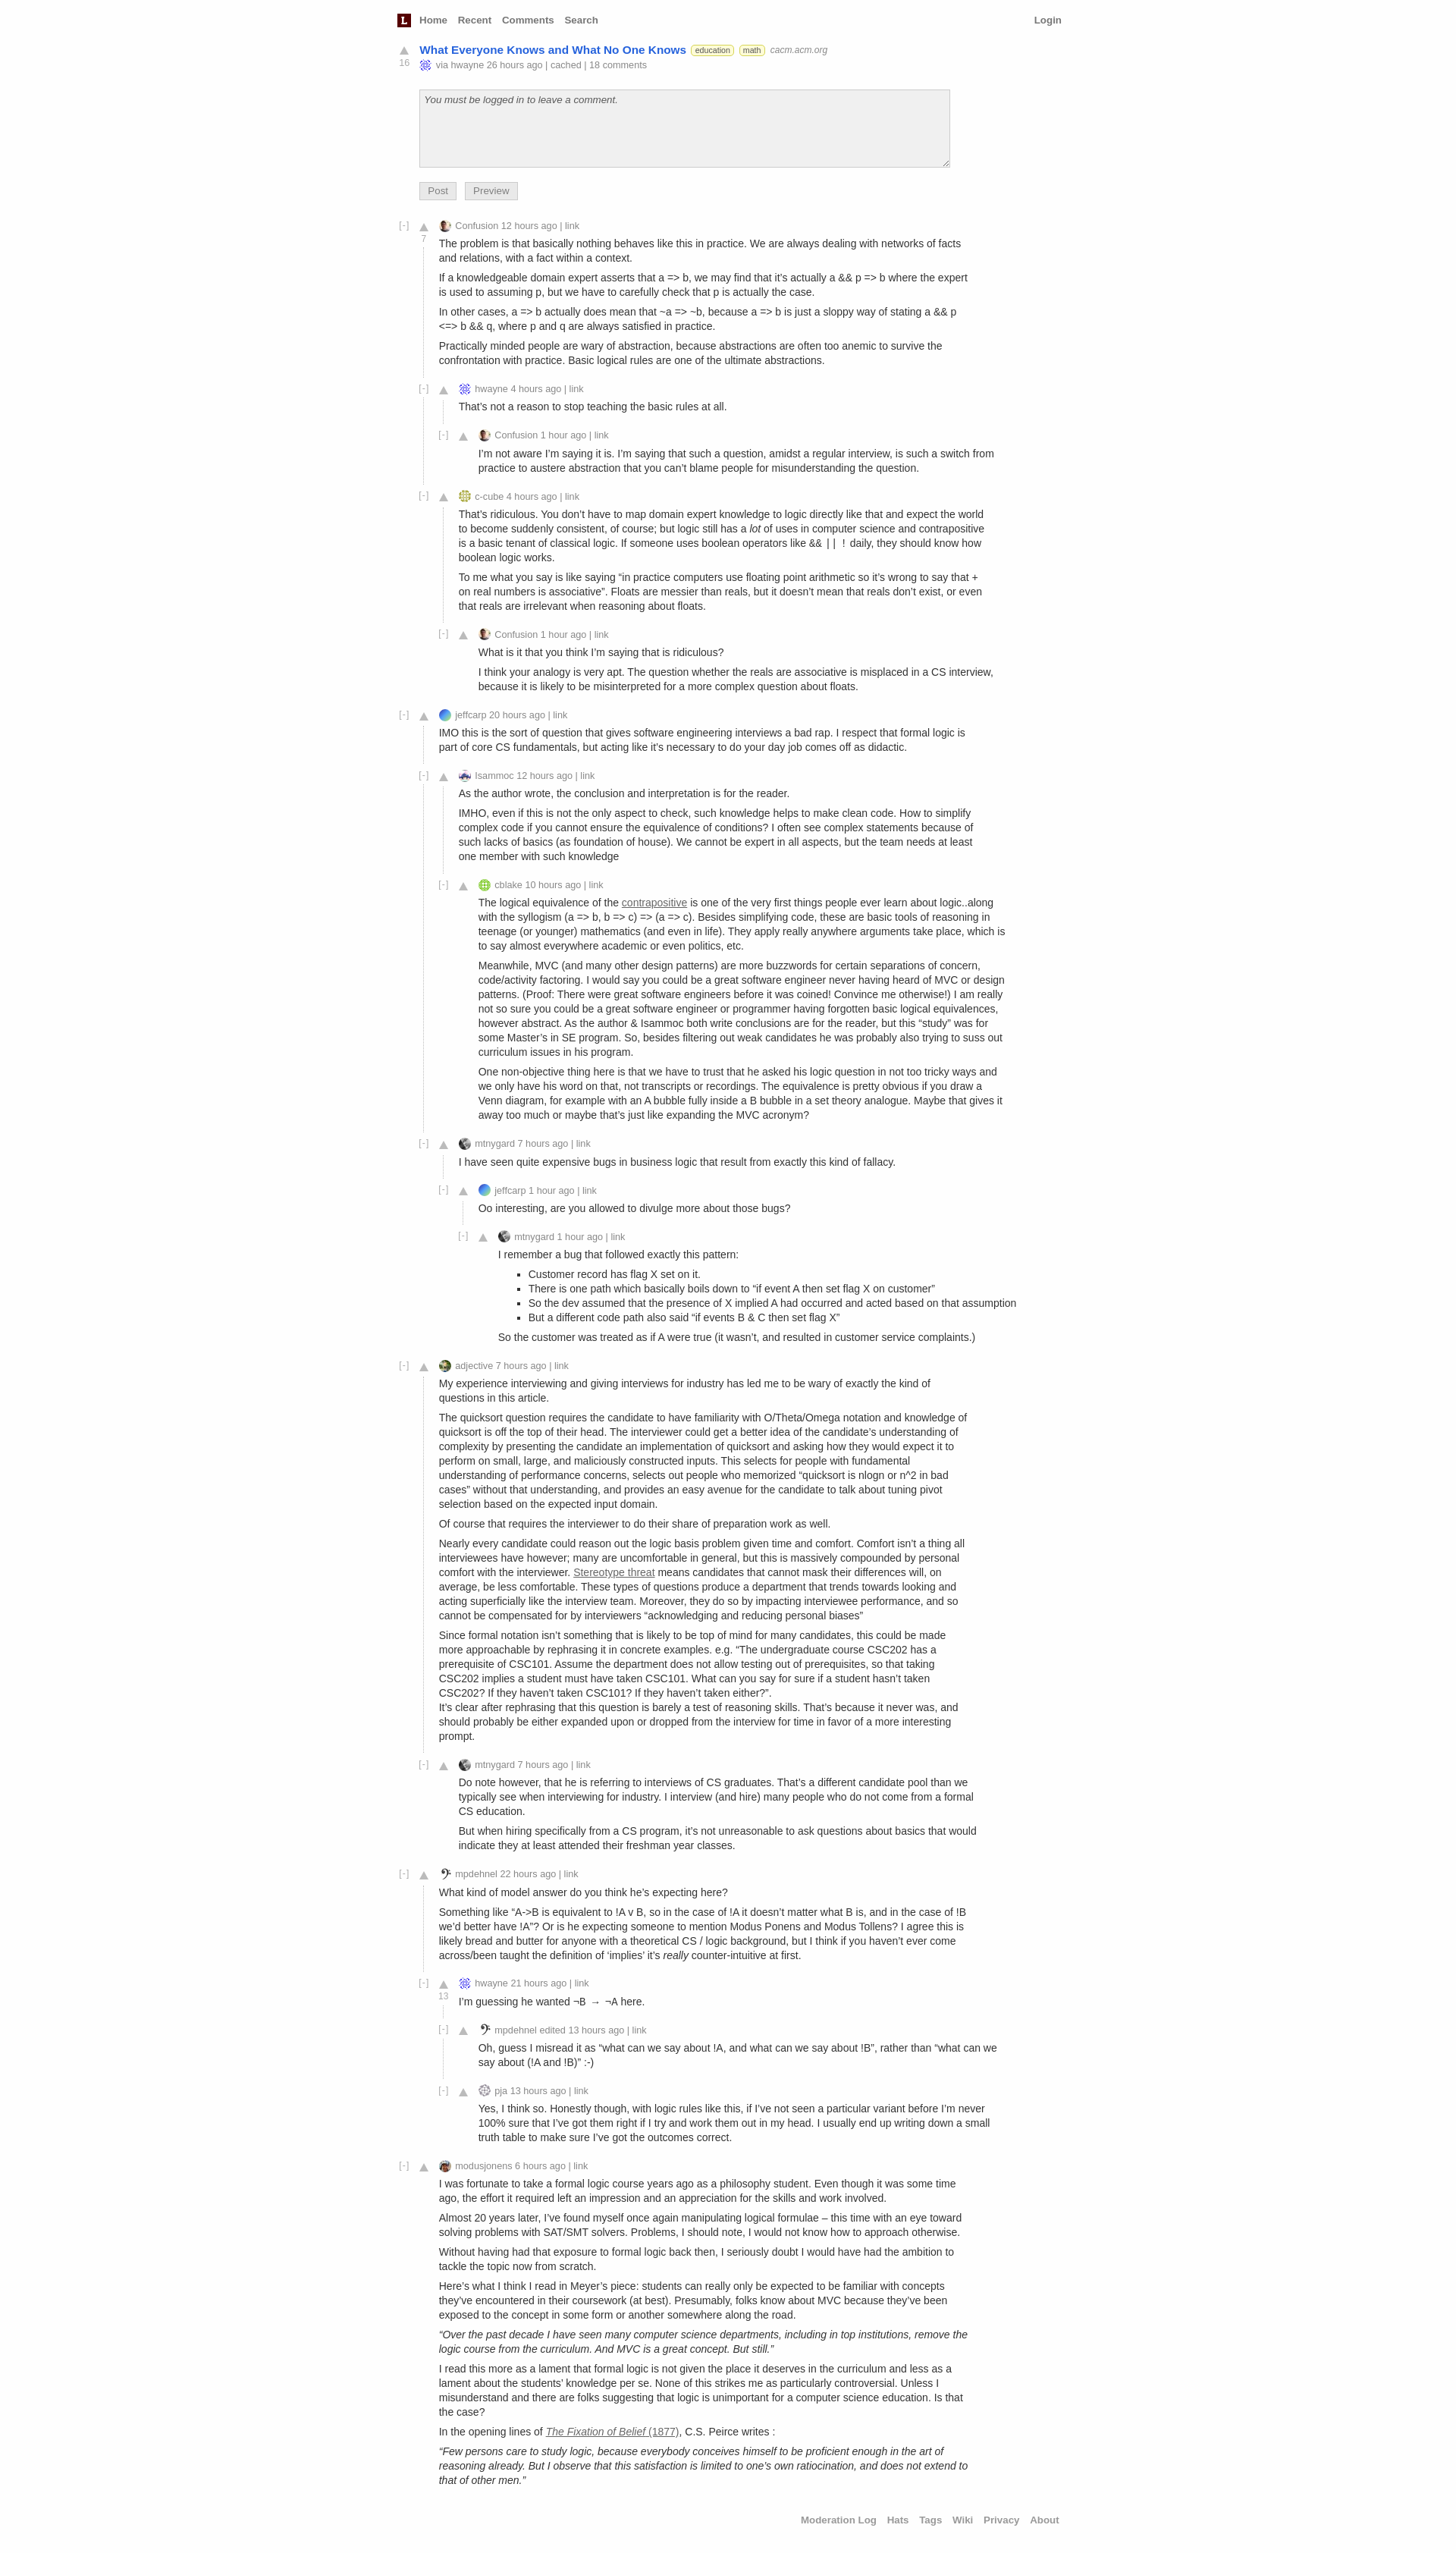 L Home Recent Comments Search Login
What Everyone Knows and What No One Knows education math cacm.acm.org
16 via hwayne 26 hours ago | cached | 18 comments
You must be logged in to leave a comment.
Post Preview
[-] Confusion 12 hours ago | link
7
The problem is that basically nothing behaves like this in practice. We are always dealing with networks of facts
and relations, with a fact within a context.
If a knowledgeable domain expert asserts that a => b, we may find that it’s actually a && p => b where the expert
is used to assuming p, but we have to carefully check that p is actually the case.
In other cases, a => b actually does mean that ~a => ~b, because a => b is just a sloppy way of stating a && p
<=> b && q, where p and q are always satisfied in practice.
Practically minded people are wary of abstraction, because abstractions are often too anemic to survive the
confrontation with practice. Basic logical rules are one of the ultimate abstractions.
[-] hwayne 4 hours ago | link
That’s not a reason to stop teaching the basic rules at all.
[-] Confusion 1 hour ago | link
I’m not aware I’m saying it is. I’m saying that such a question, amidst a regular interview, is such a switch from
practice to austere abstraction that you can’t blame people for misunderstanding the question.
[-] c-cube 4 hours ago | link
That’s ridiculous. You don’t have to map domain expert knowledge to logic directly like that and expect the world
to become suddenly consistent, of course; but logic still has a lot of uses in computer science and contrapositive
is a basic tenant of classical logic. If someone uses boolean operators like && || ! daily, they should know how
boolean logic works.
To me what you say is like saying “in practice computers use floating point arithmetic so it’s wrong to say that +
on real numbers is associative”. Floats are messier than reals, but it doesn’t mean that reals don’t exist, or even
that reals are irrelevant when reasoning about floats.
[-] Confusion 1 hour ago | link
What is it that you think I’m saying that is ridiculous?
I think your analogy is very apt. The question whether the reals are associative is misplaced in a CS interview,
because it is likely to be misinterpreted for a more complex question about floats.
[-] jeffcarp 20 hours ago | link
IMO this is the sort of question that gives software engineering interviews a bad rap. I respect that formal logic is
part of core CS fundamentals, but acting like it’s necessary to do your day job comes off as didactic.
[-] Isammoc 12 hours ago | link
As the author wrote, the conclusion and interpretation is for the reader.
IMHO, even if this is not the only aspect to check, such knowledge helps to make clean code. How to simplify
complex code if you cannot ensure the equivalence of conditions? I often see complex statements because of
such lacks of basics (as foundation of house). We cannot be expert in all aspects, but the team needs at least
one member with such knowledge
[-] cblake 10 hours ago | link
The logical equivalence of the contrapositive is one of the very first things people ever learn about logic..along
with the syllogism (a => b, b => c) => (a => c). Besides simplifying code, these are basic tools of reasoning in
teenage (or younger) mathematics (and even in life). They apply really anywhere arguments take place, which is
to say almost everywhere academic or even politics, etc.
Meanwhile, MVC (and many other design patterns) are more buzzwords for certain separations of concern,
code/activity factoring. I would say you could be a great software engineer never having heard of MVC or design
patterns. (Proof: There were great software engineers before it was coined! Convince me otherwise!) I am really
not so sure you could be a great software engineer or programmer having forgotten basic logical equivalences,
however abstract. As the author & Isammoc both write conclusions are for the reader, but this “study” was for
some Master’s in SE program. So, besides filtering out weak candidates he was probably also trying to suss out
curriculum issues in his program.
One non-objective thing here is that we have to trust that he asked his logic question in not too tricky ways and
we only have his word on that, not transcripts or recordings. The equivalence is pretty obvious if you draw a
Venn diagram, for example with an A bubble fully inside a B bubble in a set theory analogue. Maybe that gives it
away too much or maybe that’s just like expanding the MVC acronym?
[-] mtnygard 7 hours ago | link
I have seen quite expensive bugs in business logic that result from exactly this kind of fallacy.
[-] jeffcarp 1 hour ago | link
Oo interesting, are you allowed to divulge more about those bugs?
[-] mtnygard 1 hour ago | link
I remember a bug that followed exactly this pattern:
▪ Customer record has flag X set on it.
▪ There is one path which basically boils down to “if event A then set flag X on customer”
▪ So the dev assumed that the presence of X implied A had occurred and acted based on that assumption
▪ But a different code path also said “if events B & C then set flag X”
So the customer was treated as if A were true (it wasn’t, and resulted in customer service complaints.)
[-] adjective 7 hours ago | link
My experience interviewing and giving interviews for industry has led me to be wary of exactly the kind of
questions in this article.
The quicksort question requires the candidate to have familiarity with O/Theta/Omega notation and knowledge of
quicksort is off the top of their head. The interviewer could get a better idea of the candidate’s understanding of
complexity by presenting the candidate an implementation of quicksort and asking how they would expect it to
perform on small, large, and maliciously constructed inputs. This selects for people with fundamental
understanding of performance concerns, selects out people who memorized “quicksort is nlogn or n^2 in bad
cases” without that understanding, and provides an easy avenue for the candidate to talk about tuning pivot
selection based on the expected input domain.
Of course that requires the interviewer to do their share of preparation work as well.
Nearly every candidate could reason out the logic basis problem given time and comfort. Comfort isn’t a thing all
interviewees have however; many are uncomfortable in general, but this is massively compounded by personal
comfort with the interviewer. Stereotype threat means candidates that cannot mask their differences will, on
average, be less comfortable. These types of questions produce a department that trends towards looking and
acting superficially like the interview team. Moreover, they do so by impacting interviewee performance, and so
cannot be compensated for by interviewers “acknowledging and reducing personal biases”
Since formal notation isn’t something that is likely to be top of mind for many candidates, this could be made
more approachable by rephrasing it in concrete examples. e.g. “The undergraduate course CSC202 has a
prerequisite of CSC101. Assume the department does not allow testing out of prerequisites, so that taking
CSC202 implies a student must have taken CSC101. What can you say for sure if a student hasn’t taken
CSC202? If they haven’t taken CSC101? If they haven’t taken either?”.
It’s clear after rephrasing that this question is barely a test of reasoning skills. That’s because it never was, and
should probably be either expanded upon or dropped from the interview for time in favor of a more interesting
prompt.
[-] mtnygard 7 hours ago | link
Do note however, that he is referring to interviews of CS graduates. That’s a different candidate pool than we
typically see when interviewing for industry. I interview (and hire) many people who do not come from a formal
CS education.
But when hiring specifically from a CS program, it’s not unreasonable to ask questions about basics that would
indicate they at least attended their freshman year classes.
[-] mpdehnel 22 hours ago | link
What kind of model answer do you think he’s expecting here?
Something like “A->B is equivalent to !A v B, so in the case of !A it doesn’t matter what B is, and in the case of !B
we’d better have !A”? Or is he expecting someone to mention Modus Ponens and Modus Tollens? I agree this is
likely bread and butter for anyone with a theoretical CS / logic background, but I think if you haven’t ever come
across/been taught the definition of ‘implies’ it’s really counter-intuitive at first.
[-] hwayne 21 hours ago | link
13
I’m guessing he wanted ¬B → ¬A here.
[-] mpdehnel edited 13 hours ago | link
Oh, guess I misread it as “what can we say about !A, and what can we say about !B”, rather than “what can we
say about (!A and !B)” :-)
[-] pja 13 hours ago | link
Yes, I think so. Honestly though, with logic rules like this, if I’ve not seen a particular variant before I’m never
100% sure that I’ve got them right if I try and work them out in my head. I usually end up writing down a small
truth table to make sure I’ve got the outcomes correct.
[-] modusjonens 6 hours ago | link
I was fortunate to take a formal logic course years ago as a philosophy student. Even though it was some time
ago, the effort it required left an impression and an appreciation for the skills and work involved.
Almost 20 years later, I’ve found myself once again manipulating logical formulae – this time with an eye toward
solving problems with SAT/SMT solvers. Problems, I should note, I would not know how to approach otherwise.
Without having had that exposure to formal logic back then, I seriously doubt I would have had the ambition to
tackle the topic now from scratch.
Here’s what I think I read in Meyer’s piece: students can really only be expected to be familiar with concepts
they’ve encountered in their coursework (at best). Presumably, folks know about MVC because they’ve been
exposed to the concept in some form or another somewhere along the road.
“Over the past decade I have seen many computer science departments, including in top institutions, remove the
logic course from the curriculum. And MVC is a great concept. But still.”
I read this more as a lament that formal logic is not given the place it deserves in the curriculum and less as a
lament about the students’ knowledge per se. None of this strikes me as particularly controversial. Unless I
misunderstand and there are folks suggesting that logic is unimportant for a computer science education. Is that
the case?
In the opening lines of The Fixation of Belief (1877), C.S. Peirce writes :
“Few persons care to study logic, because everybody conceives himself to be proficient enough in the art of
reasoning already. But I observe that this satisfaction is limited to one’s own ratiocination, and does not extend to
that of other men.”
Moderation Log Hats Tags Wiki Privacy About